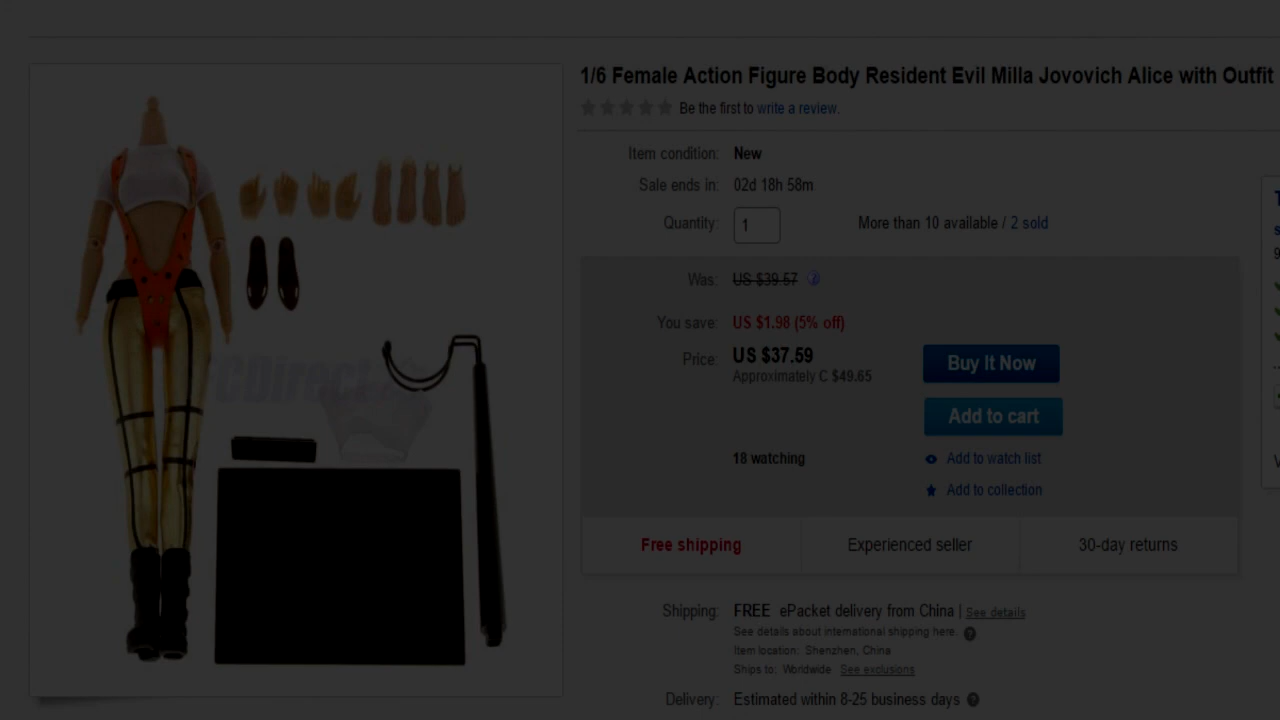 1/6 Female Action Figure Body Resident Evil Milla Jovovich Alice with Outfit
Be the first to write a review.
Item condition: New
Sale ends in: 02d 18h 58m
Quantity: 1 More than 10 available / 2 sold
Was: US $39.57
You save: US $1.98 (5% off)
Price: US $37.59 Buy It Now
Approximately C $49.65
Add to cart
18 watching Add to watch list
Add to collection
Free shipping Experienced seller 30-day returns
Shipping: FREE ePacket delivery from China | See details
See details about international shipping here. ?
Item location: Shenzhen, China
Ships to: Worldwide See exclusions
Delivery: Estimated within 8-25 business days ?